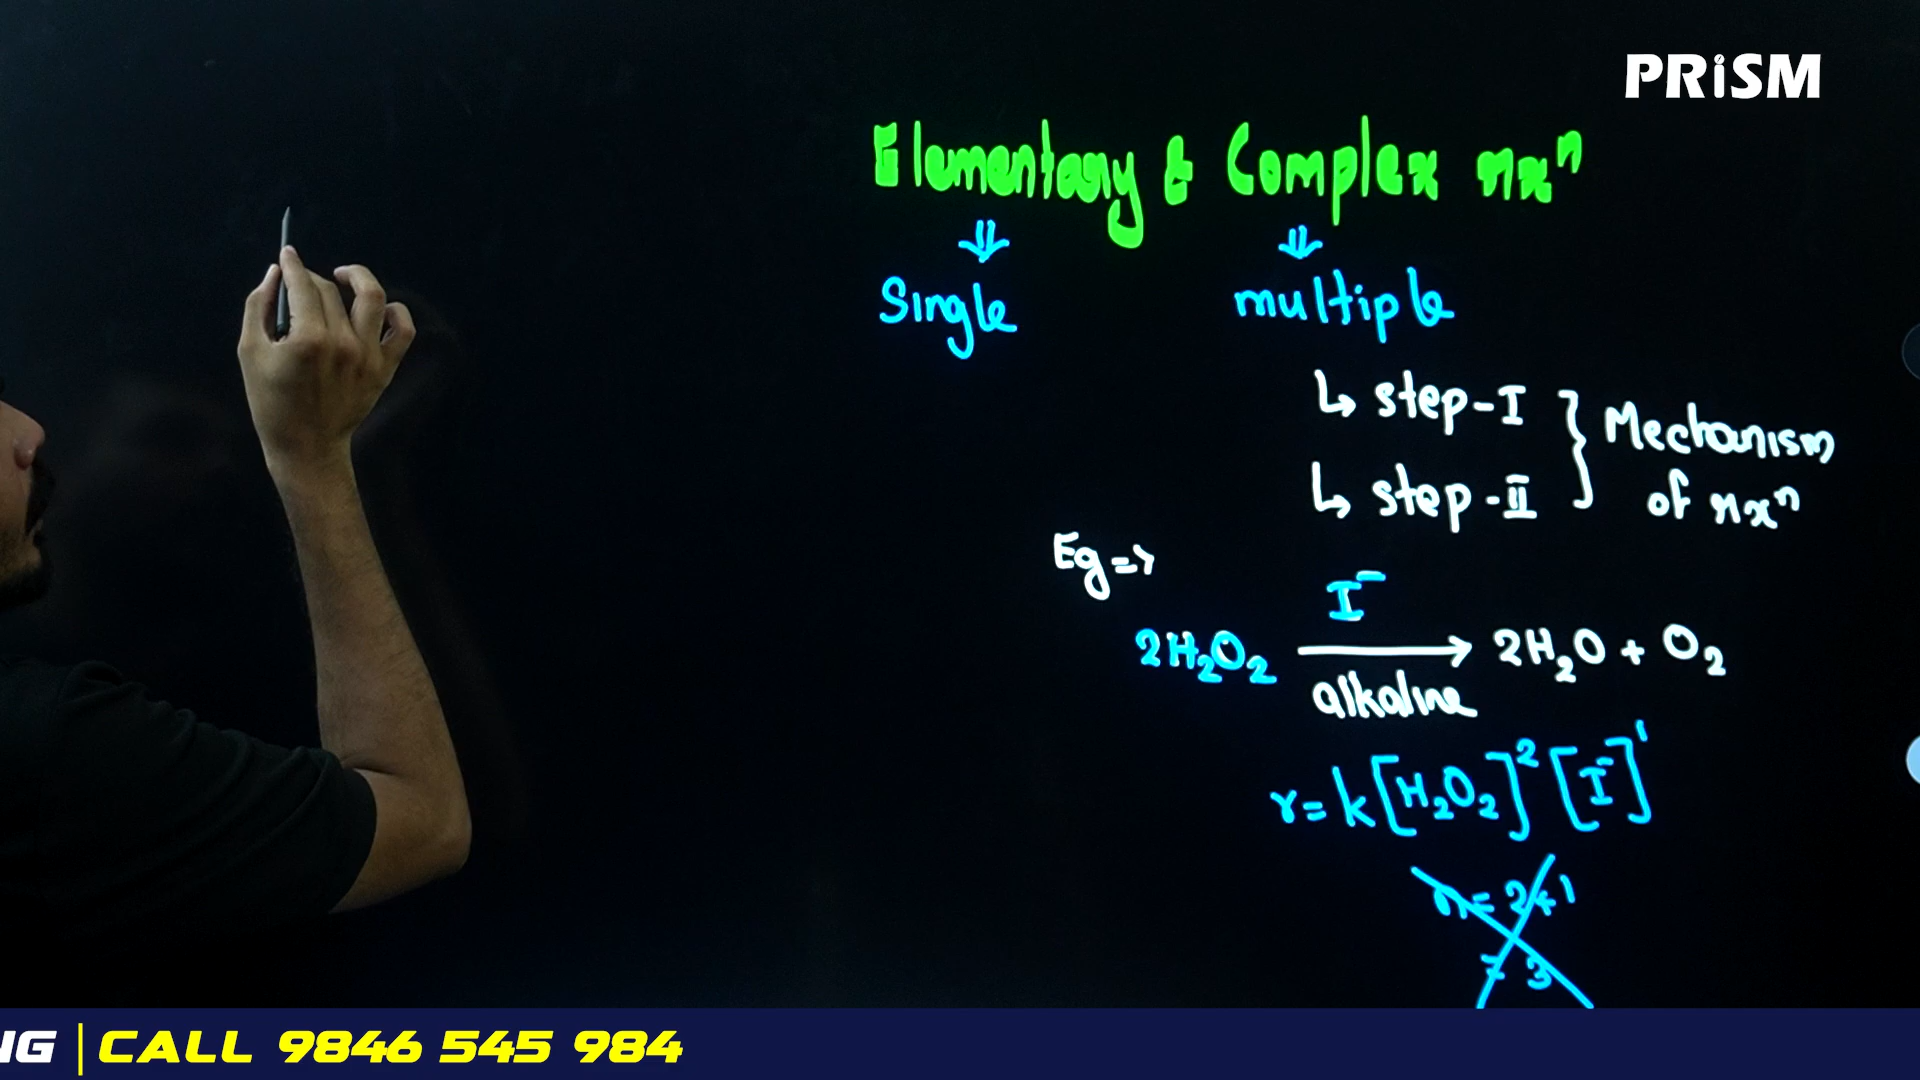 PRiSM
Elementary & Complex rxⁿ
⇓ ⇓
Single multiple
↳ step-I } Mechanism
↳ step-II of rxⁿ
Eg =>
I⁻
2H₂O₂ → 2H₂O + O₂
alkaline
r = k[H₂O₂]²[I⁻]¹
n = 2+1
= 3
NG | CALL 9846 545 984